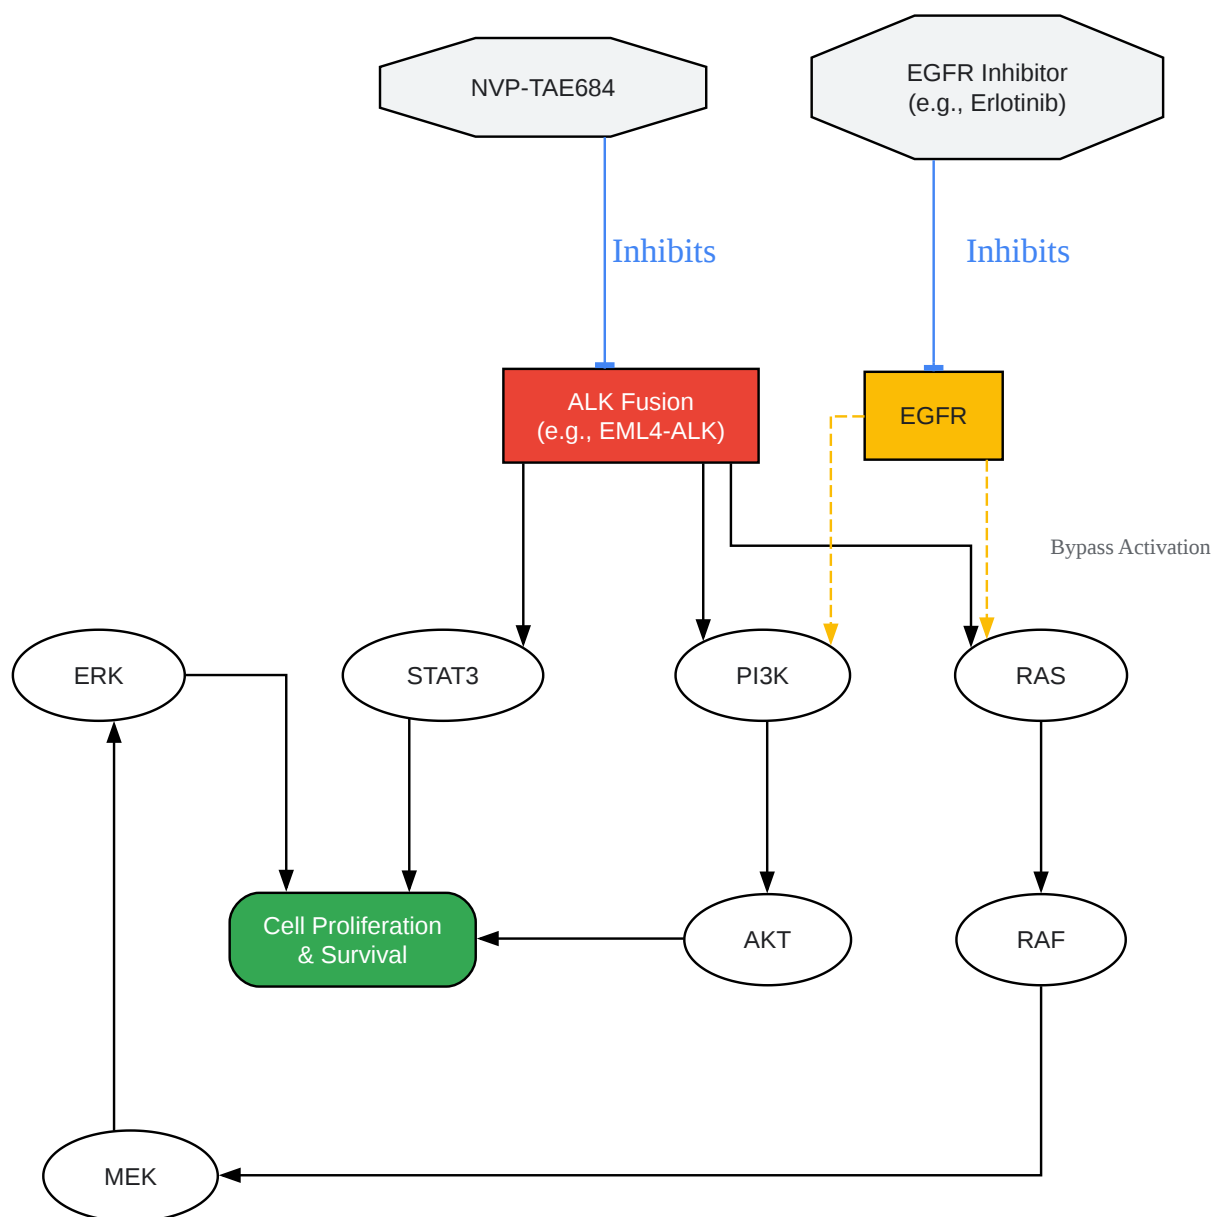 NVP-TAE684
EGFR Inhibitor
(e.g., Erlotinib)
Inhibits
Inhibits
ALK Fusion
(e.g., EML4-ALK)
EGFR
Bypass Activation
ERK
STAT3
PI3K
RAS
Cell Proliferation
& Survival
AKT
RAF
MEK